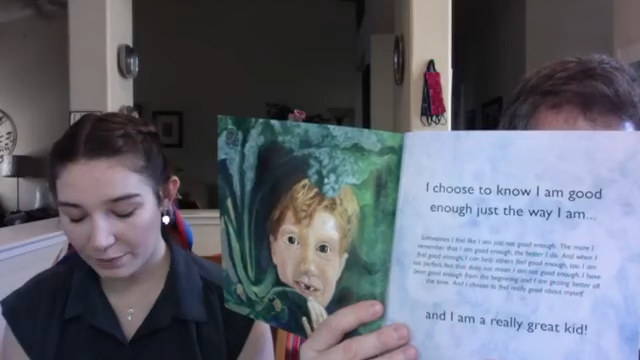 I choose to know I am good
enough just the way I am...
Sometimes I feel like I am just not good enough. The more I
remember that I am good enough, the better I do. And when I
feel good enough, I can help others feel good enough, too. I am
not perfect, but that does not mean I am not good enough. I have
been good enough from the beginning and I am getting better all
the time. And I choose to feel really good about myself
and I am a really great kid!